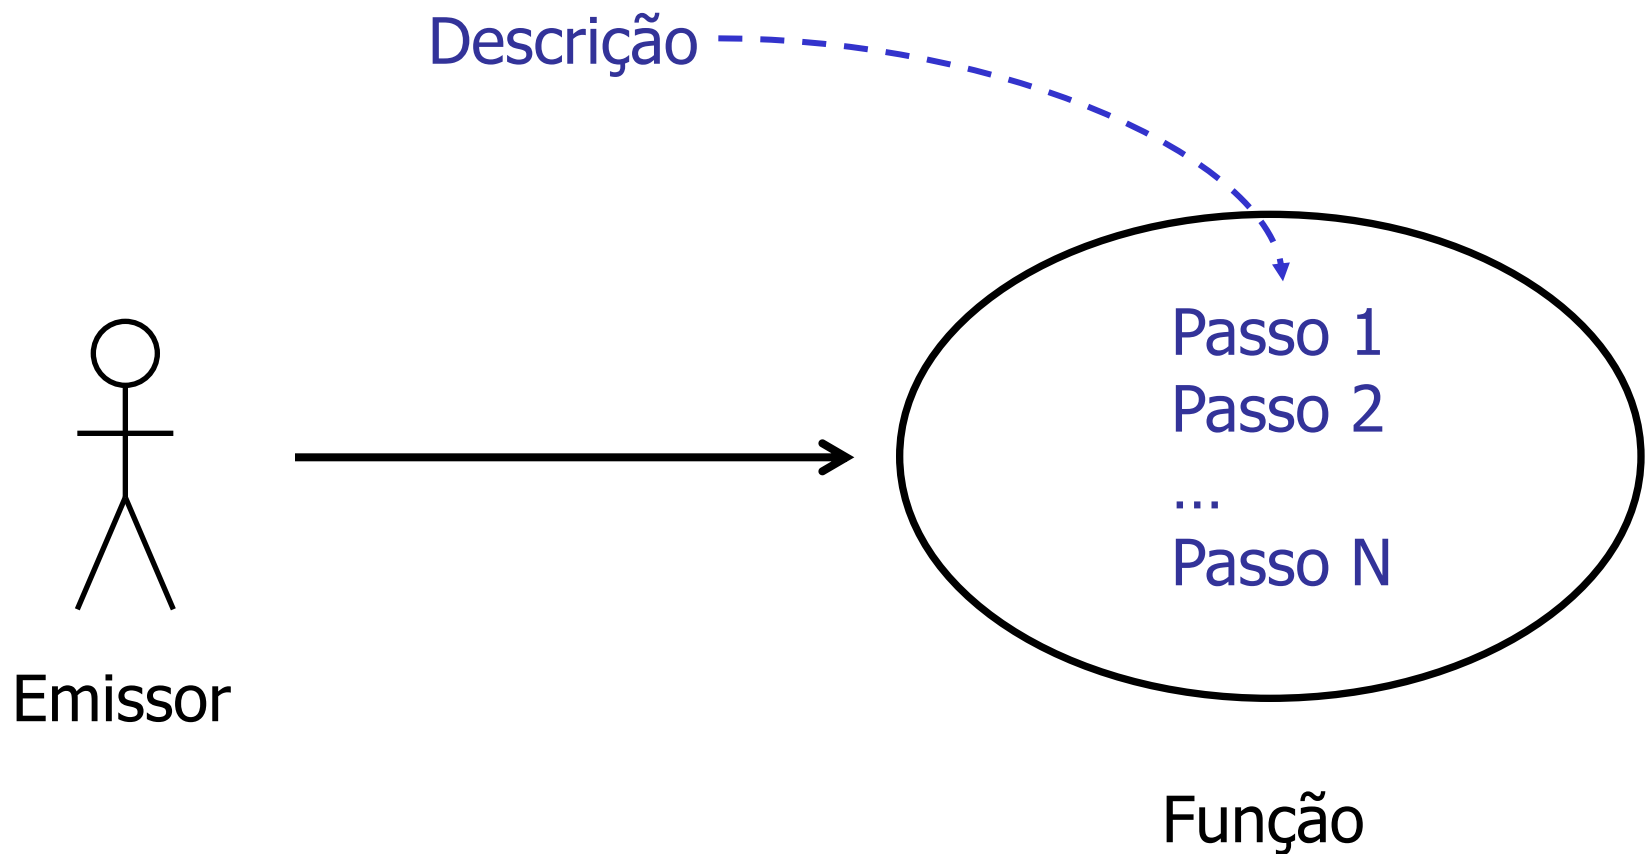 Descrição
Passo 1
Passo 2
...
Passo N
Emissor
Função